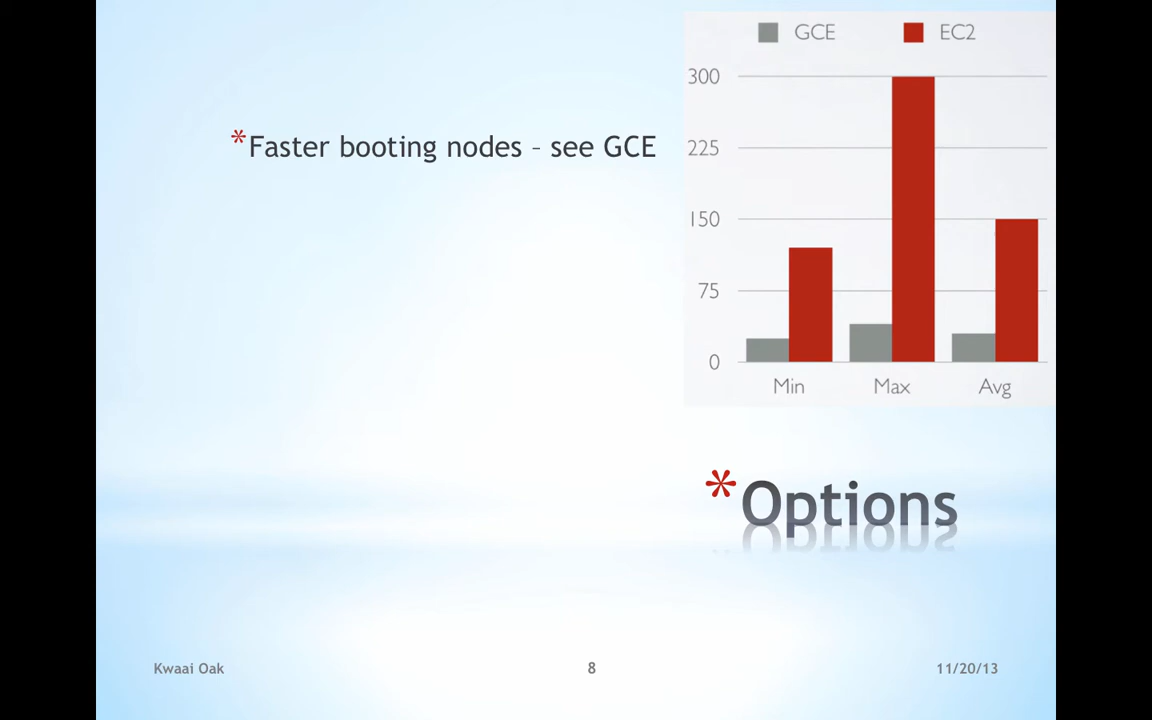 GCE EC2
300
*Faster booting nodes – see GCE
225
150
75
0
Min Max Avg
*Options
Kwaai Oak 8 11/20/13